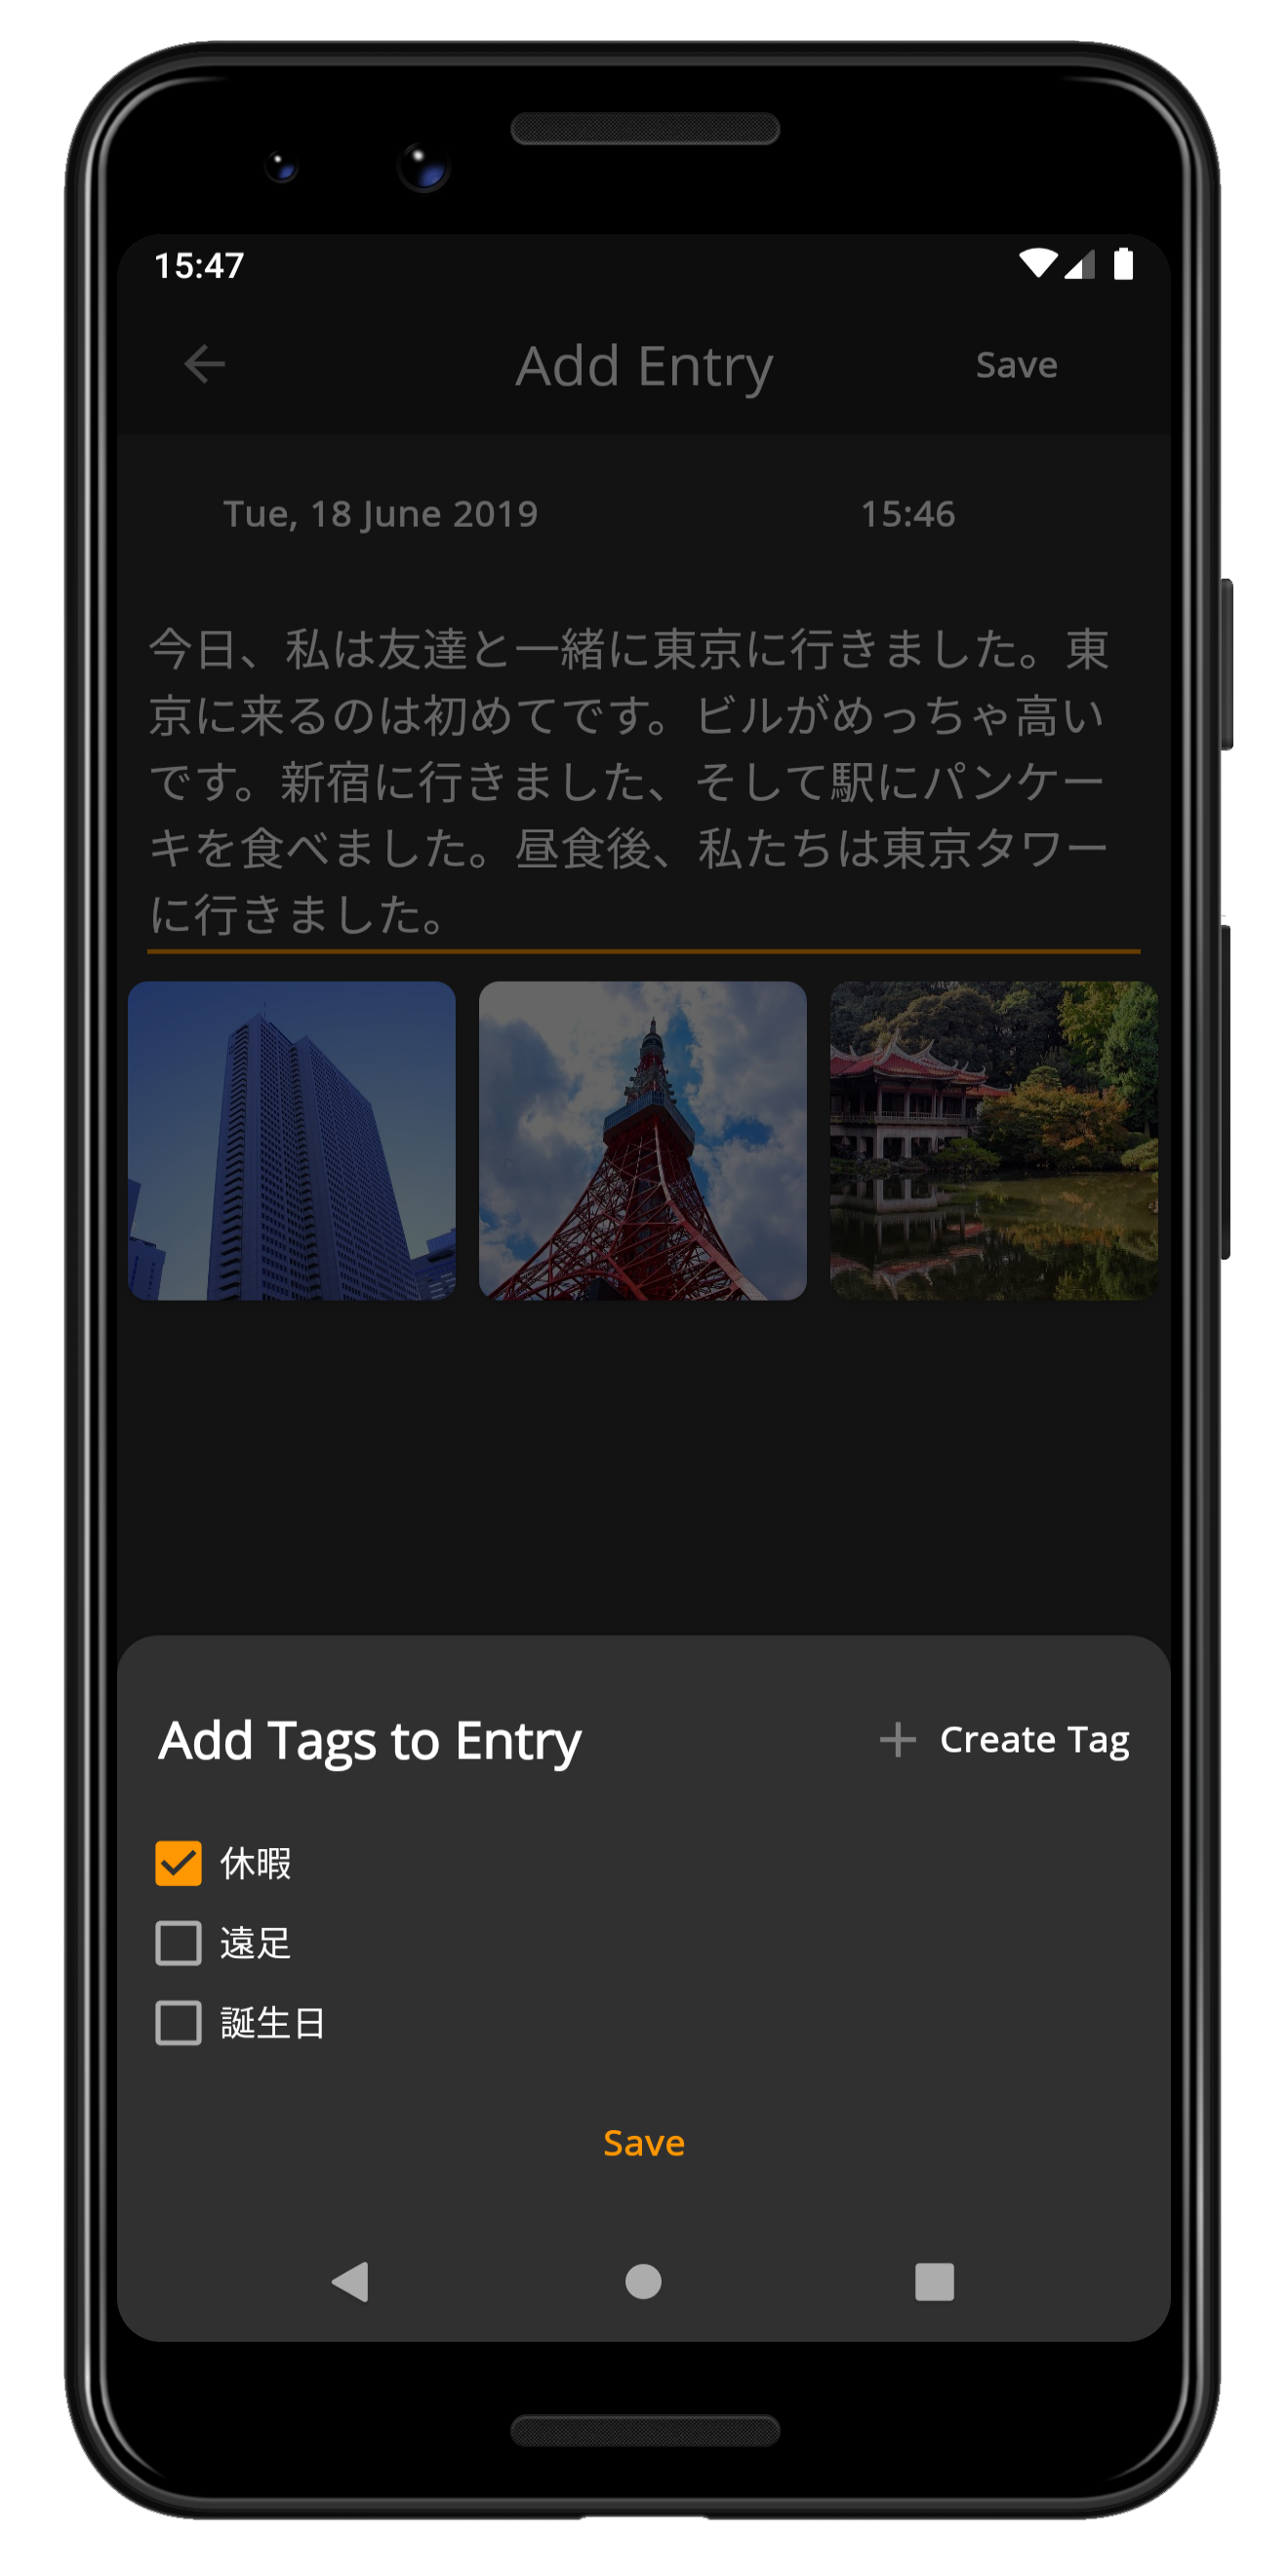 15:47
Add Entry
Save
Tue, 18 June 2019
15:46
今日、私は友達と一緒に東京に行きました。東
京に来るのは初めてです。ビルがめっちゃ高い
です。新宿に行きました、そして駅にパンケー
キを食べました。昼食後、私たちは東京タワー
に行きました。
Add Tags to Entry
Create Tag
休暇
遠足
誕生日
Save